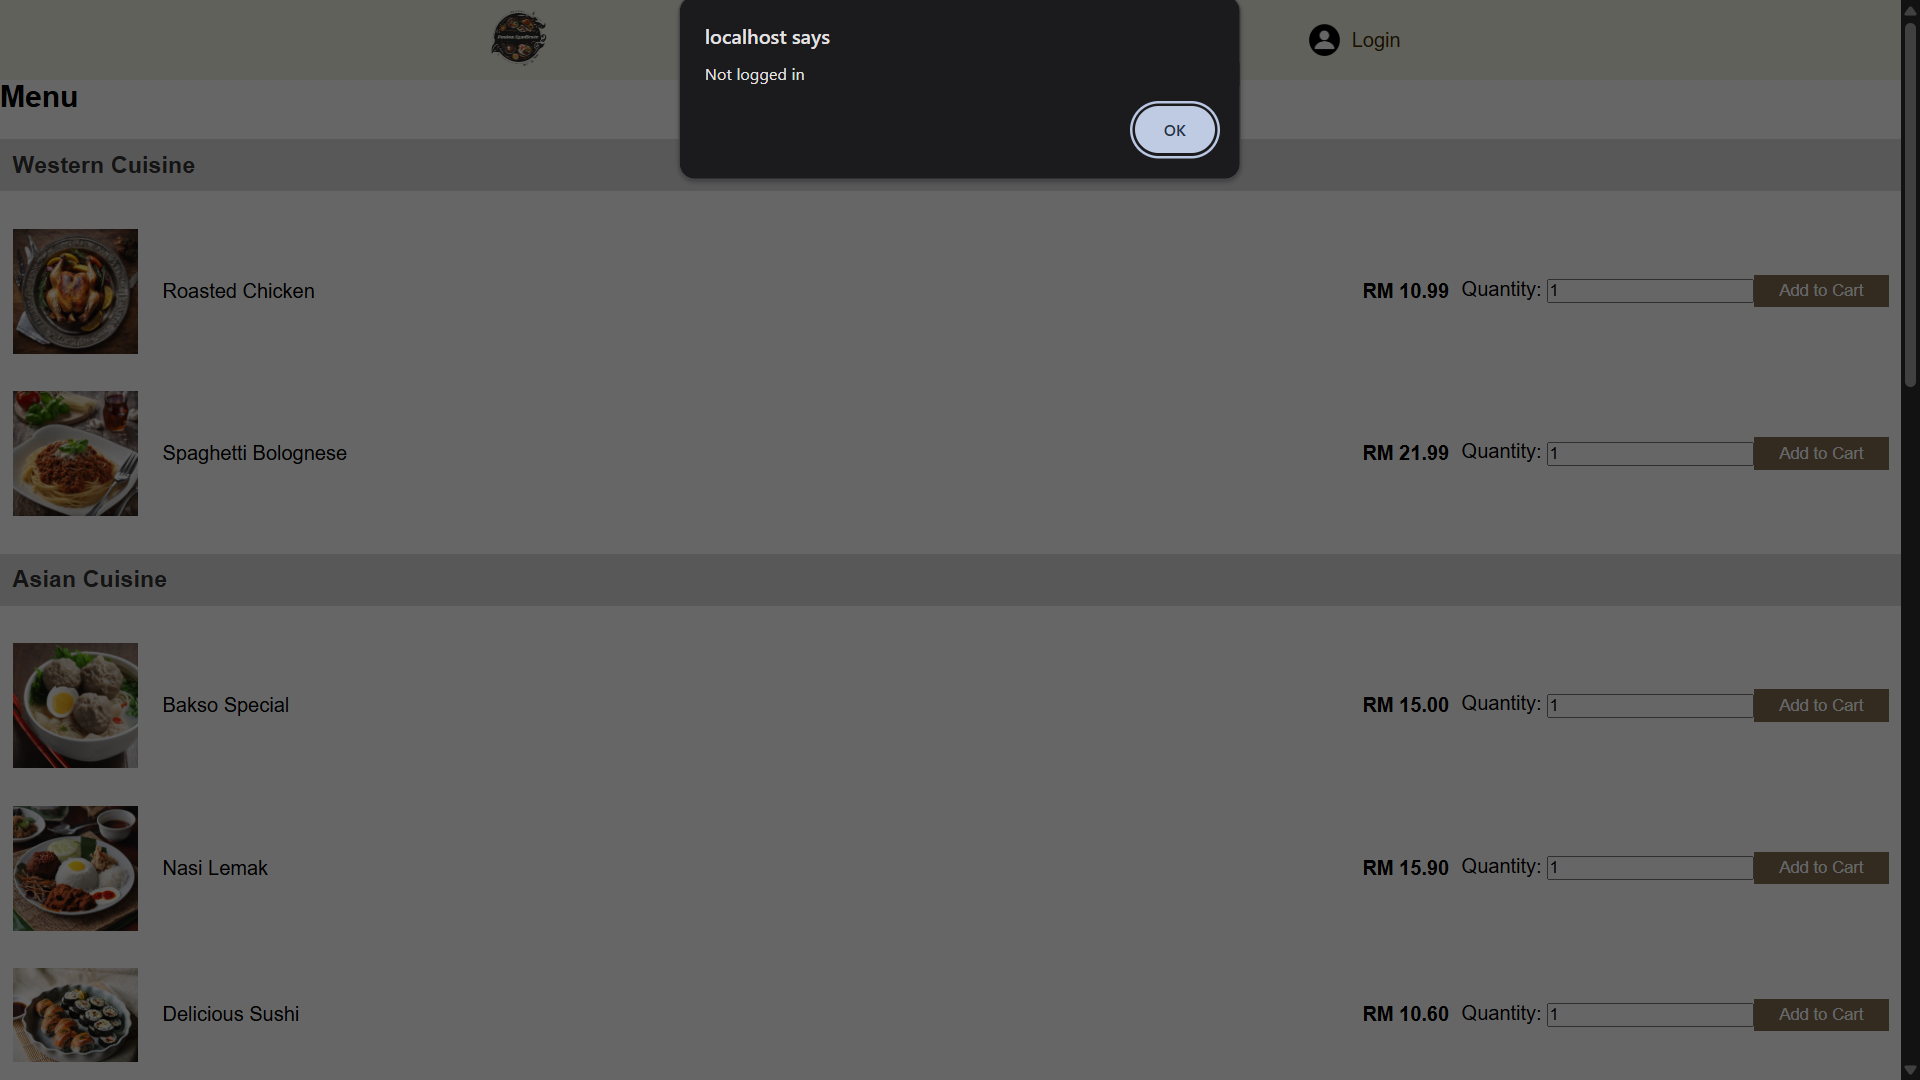 Login
localhost says
Not logged in
OK
Menu
Western Cuisine
Roasted Chicken RM 10.99 Quantity: 1 Add to Cart
Spaghetti Bolognese RM 21.99 Quantity: 1 Add to Cart
Asian Cuisine
Bakso Special RM 15.00 Quantity: 1 Add to Cart
Nasi Lemak RM 15.90 Quantity: 1 Add to Cart
Delicious Sushi RM 10.60 Quantity: 1 Add to Cart